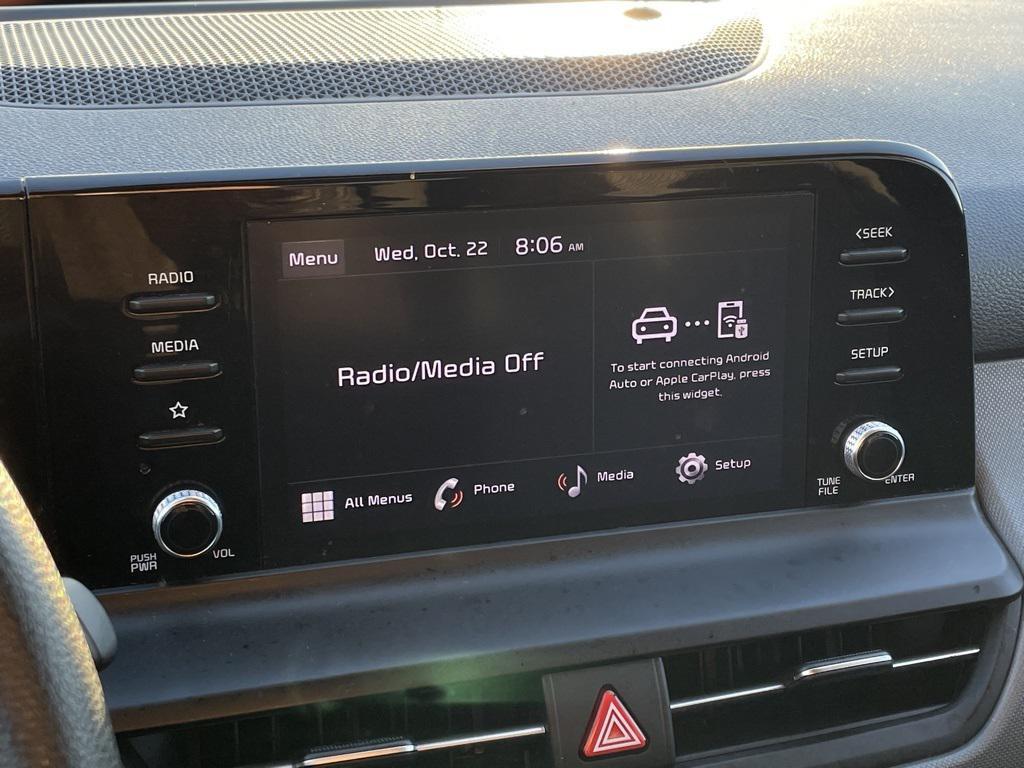 RADIO
MEDIA
PUSH
PWR
VOL
Menu Wed, Oct. 22 8:06 AM
Radio/Media Off
To start connecting Android
Auto or Apple CarPlay, press
this widget.
All Menus Phone Media Setup
<SEEK
TRACK>
SETUP
TUNE
FILE
ENTER